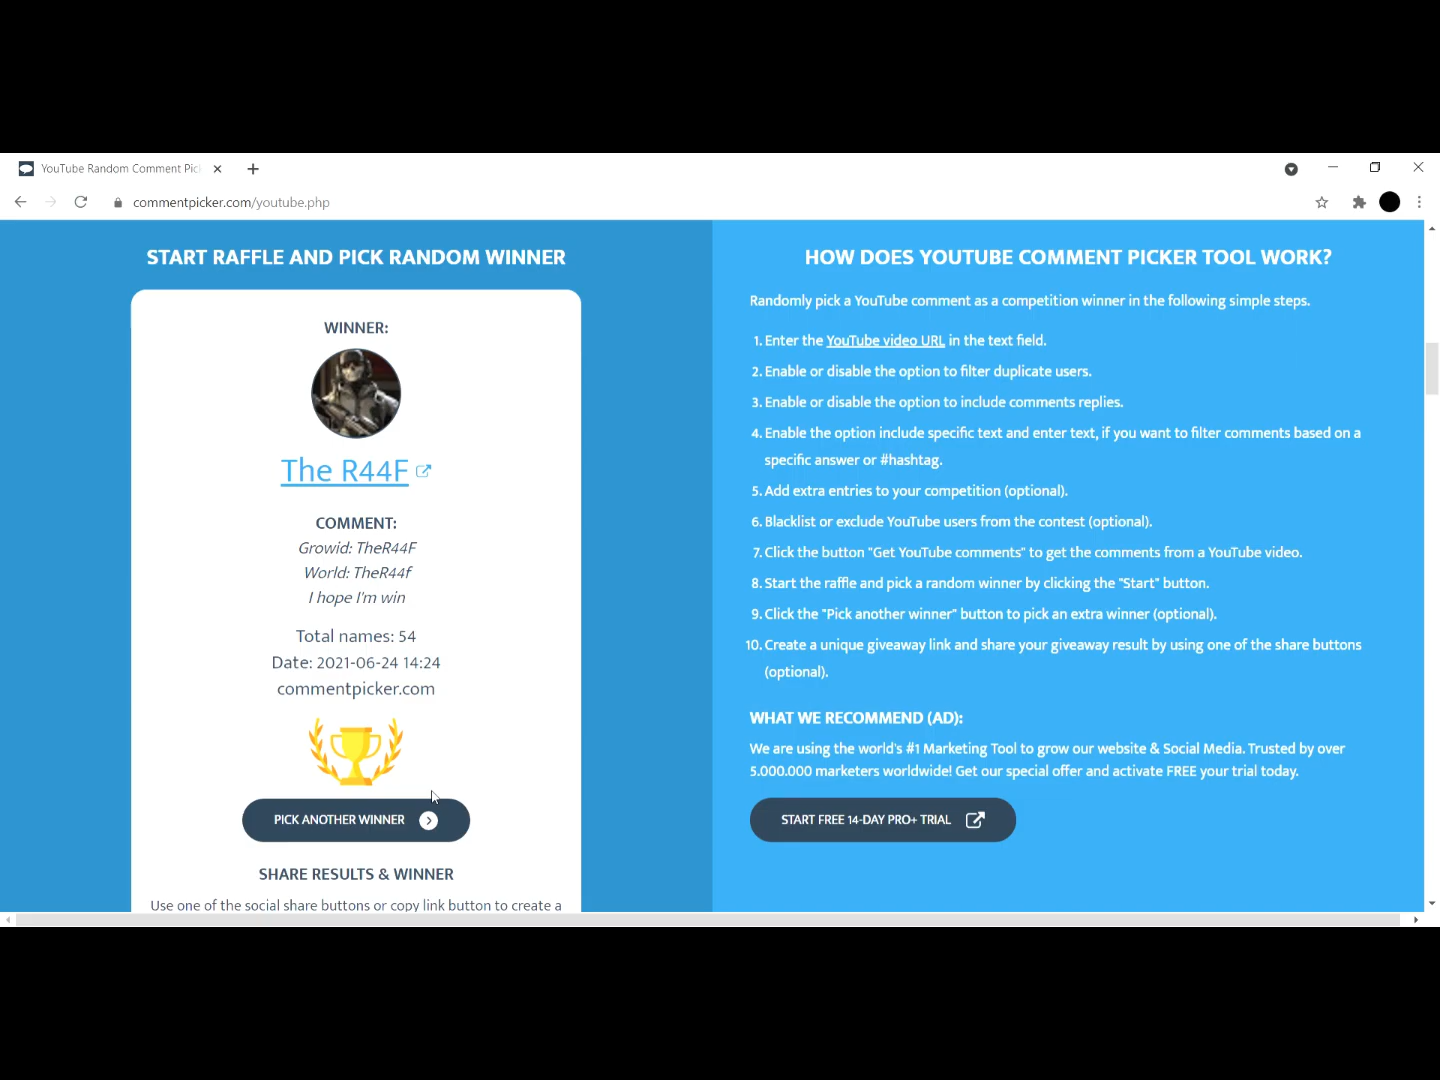 YouTube Random Comment Pic
commentpicker.com/youtube.php
START RAFFLE AND PICK RANDOM WINNER
WINNER:
The R44F
COMMENT:
Growid: TheR44F
World: TheR44f
I hope I'm win
Total names: 54
Date: 2021-06-24 14:24
commentpicker.com
PICK ANOTHER WINNER
SHARE RESULTS & WINNER
Use one of the social share buttons or copy link button to create a
HOW DOES YOUTUBE COMMENT PICKER TOOL WORK?
Randomly pick a YouTube comment as a competition winner in the following simple steps.
1. Enter the YouTube video URL in the text field.
2. Enable or disable the option to filter duplicate users.
3. Enable or disable the option to include comments replies.
4. Enable the option include specific text and enter text, if you want to filter comments based on a
specific answer or #hashtag.
5. Add extra entries to your competition (optional).
6. Blacklist or exclude YouTube users from the contest (optional).
7. Click the button "Get YouTube comments" to get the comments from a YouTube video.
8. Start the raffle and pick a random winner by clicking the "Start" button.
9. Click the "Pick another winner" button to pick an extra winner (optional).
10. Create a unique giveaway link and share your giveaway result by using one of the share buttons
(optional).
WHAT WE RECOMMEND (AD):
We are using the world's #1 Marketing Tool to grow our website & Social Media. Trusted by over
5.000.000 marketers worldwide! Get our special offer and activate FREE your trial today.
START FREE 14-DAY PRO+ TRIAL